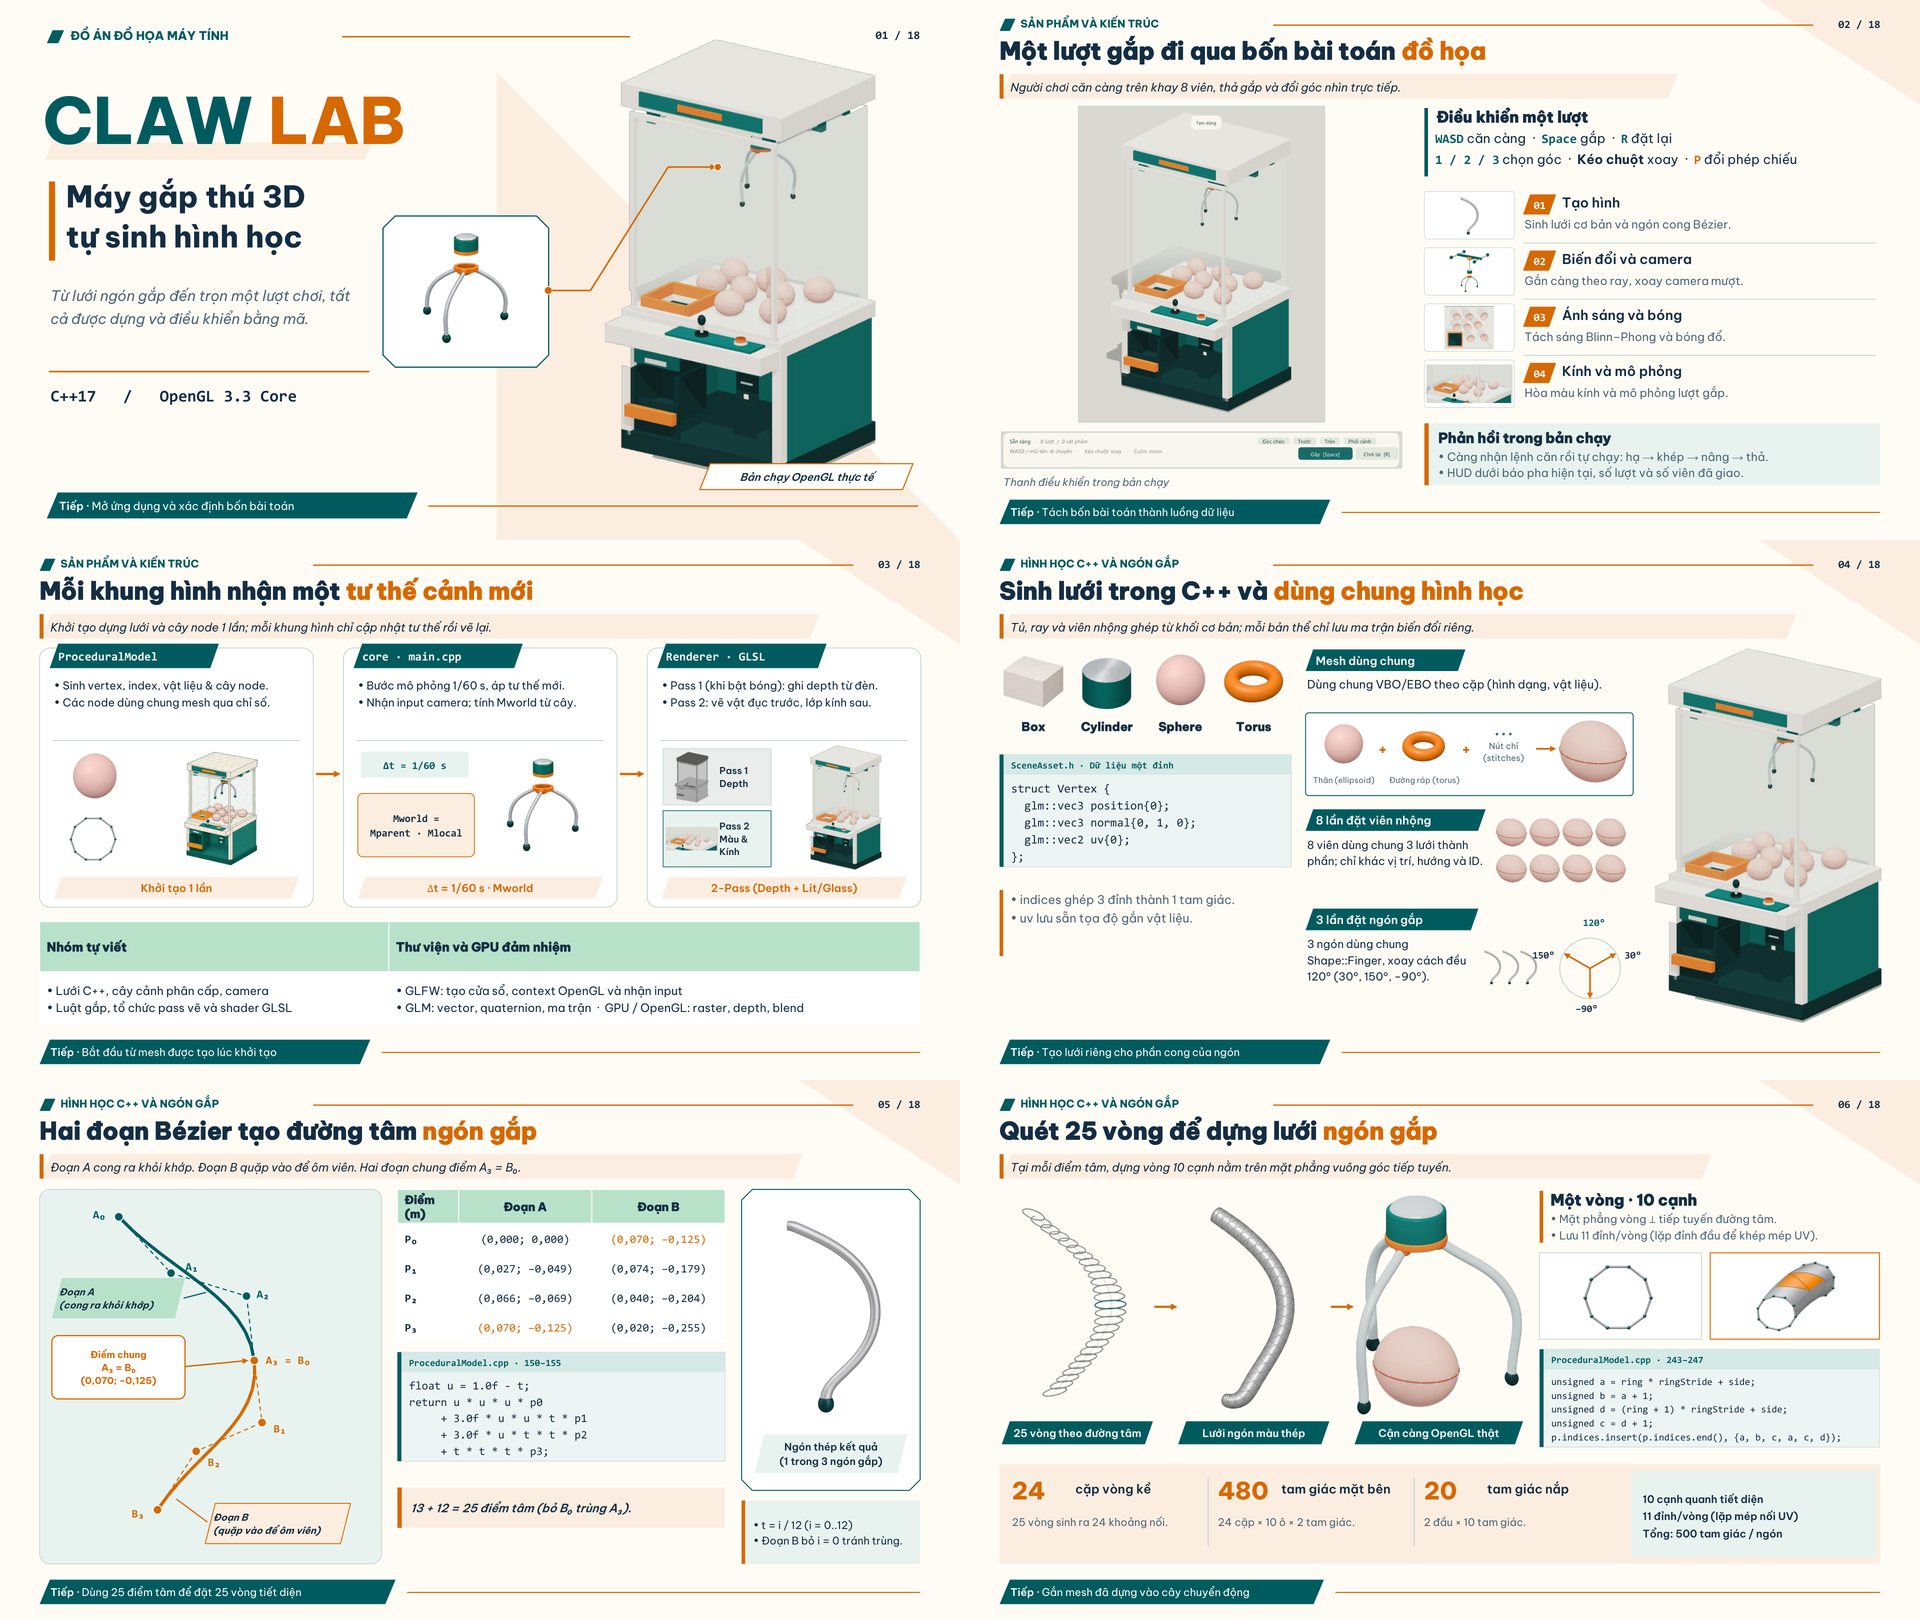 ĐỒ ÁN ĐỒ HỌA MÁY TÍNH
01 / 18
CLAW LAB
Máy gắp thú 3D
tự sinh hình học
Từ lưới ngón gắp đến trọn một lượt chơi, tất
cả được dựng và điều khiển bằng mã.
C++17 / OpenGL 3.3 Core
Bản chạy OpenGL thực tế
Tiếp · Mở ứng dụng và xác định bốn bài toán
SẢN PHẨM VÀ KIẾN TRÚC
02 / 18
Một lượt gắp đi qua bốn bài toán đồ họa
Người chơi căn càng trên khay 8 viên, thả gắp và đổi góc nhìn trực tiếp.
Tạm dừng
Sẵn sàng · 0 lượt / 0 vật phẩm
WASD / mũi tên: di chuyển · Kéo chuột: xoay · Cuộn: zoom
Góc chéo Trước Trên Phối cảnh
Gắp [Space] Chơi lại [R]
Thanh điều khiển trong bản chạy
Điều khiển một lượt
WASD căn càng · Space gắp · R đặt lại
1 / 2 / 3 chọn góc · Kéo chuột xoay · P đổi phép chiếu
01 Tạo hình
Sinh lưới cơ bản và ngón cong Bézier.
02 Biến đổi và camera
Gắn càng theo ray, xoay camera mượt.
03 Ánh sáng và bóng
Tách sáng Blinn–Phong và bóng đổ.
04 Kính và mô phỏng
Hòa màu kính và mô phỏng lượt gắp.
Phản hồi trong bản chạy
• Càng nhận lệnh căn rồi tự chạy: hạ → khép → nâng → thả.
• HUD dưới báo pha hiện tại, số lượt và số viên đã giao.
Tiếp · Tách bốn bài toán thành luồng dữ liệu
SẢN PHẨM VÀ KIẾN TRÚC
03 / 18
Mỗi khung hình nhận một tư thế cảnh mới
Khởi tạo dựng lưới và cây node 1 lần; mỗi khung hình chỉ cập nhật tư thế rồi vẽ lại.
ProceduralModel
• Sinh vertex, index, vật liệu & cây node.
• Các node dùng chung mesh qua chỉ số.
Khởi tạo 1 lần
core · main.cpp
• Bước mô phỏng 1/60 s, áp tư thế mới.
• Nhận input camera; tính Mworld từ cây.
Δt = 1/60 s
Mworld =
Mparent · Mlocal
Δt = 1/60 s · Mworld
Renderer · GLSL
• Pass 1 (khi bật bóng): ghi depth từ đèn.
• Pass 2: vẽ vật đục trước, lớp kính sau.
Pass 1
Depth
Pass 2
Màu &
Kính
2-Pass (Depth + Lit/Glass)
Nhóm tự viết
Thư viện và GPU đảm nhiệm
• Lưới C++, cây cảnh phân cấp, camera
• Luật gắp, tổ chức pass vẽ và shader GLSL
• GLFW: tạo cửa sổ, context OpenGL và nhận input
• GLM: vector, quaternion, ma trận · GPU / OpenGL: raster, depth, blend
Tiếp · Bắt đầu từ mesh được tạo lúc khởi tạo
HÌNH HỌC C++ VÀ NGÓN GẮP
04 / 18
Sinh lưới trong C++ và dùng chung hình học
Tủ, ray và viên nhộng ghép từ khối cơ bản; mỗi bản thể chỉ lưu ma trận biến đổi riêng.
Box Cylinder Sphere Torus
SceneAsset.h · Dữ liệu một đỉnh
struct Vertex {
glm::vec3 position{0};
glm::vec3 normal{0, 1, 0};
glm::vec2 uv{0};
};
• indices ghép 3 đỉnh thành 1 tam giác.
• uv lưu sẵn tọa độ gắn vật liệu.
Mesh dùng chung
Dùng chung VBO/EBO theo cặp (hình dạng, vật liệu).
+ + •••
Nút chỉ
(stitches)
Thân (ellipsoid) Đường ráp (torus)
8 lần đặt viên nhộng
8 viên dùng chung 3 lưới thành
phần; chỉ khác vị trí, hướng và ID.
3 lần đặt ngón gắp
3 ngón dùng chung
Shape::Finger, xoay cách đều
120° (30°, 150°, −90°).
120°
150°
30°
−90°
Tiếp · Tạo lưới riêng cho phần cong của ngón
HÌNH HỌC C++ VÀ NGÓN GẮP
05 / 18
Hai đoạn Bézier tạo đường tâm ngón gắp
Đoạn A cong ra khỏi khớp. Đoạn B quặp vào để ôm viên. Hai đoạn chung điểm A₃ = B₀.
A₀
A₁
A₂
Đoạn A
(cong ra khỏi khớp)
Điểm chung
A₃ = B₀
(0,070; −0,125)
A₃ = B₀
B₁
B₂
B₃
Đoạn B
(quặp vào để ôm viên)
Điểm
(m)
Đoạn A Đoạn B
P₀ (0,000; 0,000) (0,070; −0,125)
P₁ (0,027; −0,049) (0,074; −0,179)
P₂ (0,066; −0,069) (0,040; −0,204)
P₃ (0,070; −0,125) (0,020; −0,255)
ProceduralModel.cpp · 150–155
float u = 1.0f - t;
return u * u * u * p0
+ 3.0f * u * u * t * p1
+ 3.0f * u * t * t * p2
+ t * t * t * p3;
13 + 12 = 25 điểm tâm (bỏ B₀ trùng A₃).
Ngón thép kết quả
(1 trong 3 ngón gắp)
• t = i / 12 (i = 0..12)
• Đoạn B bỏ i = 0 tránh trùng.
Tiếp · Dùng 25 điểm tâm để đặt 25 vòng tiết diện
HÌNH HỌC C++ VÀ NGÓN GẮP
06 / 18
Quét 25 vòng để dựng lưới ngón gắp
Tại mỗi điểm tâm, dựng vòng 10 cạnh nằm trên mặt phẳng vuông góc tiếp tuyến.
25 vòng theo đường tâm
Lưới ngón màu thép
Cận càng OpenGL thật
Một vòng · 10 cạnh
• Mặt phẳng vòng ⊥ tiếp tuyến đường tâm.
• Lưu 11 đỉnh/vòng (lặp đỉnh đầu để khép mép UV).
ProceduralModel.cpp · 243–247
unsigned a = ring * ringStride + side;
unsigned b = a + 1;
unsigned d = (ring + 1) * ringStride + side;
unsigned c = d + 1;
p.indices.insert(p.indices.end(), {a, b, c, a, c, d});
24 cặp vòng kề
25 vòng sinh ra 24 khoảng nối.
480 tam giác mặt bên
24 cặp × 10 ô × 2 tam giác.
20 tam giác nắp
2 đầu × 10 tam giác.
10 cạnh quanh tiết diện
11 đỉnh/vòng (lặp mép nối UV)
Tổng: 500 tam giác / ngón
Tiếp · Gắn mesh đã dựng vào cây chuyển động